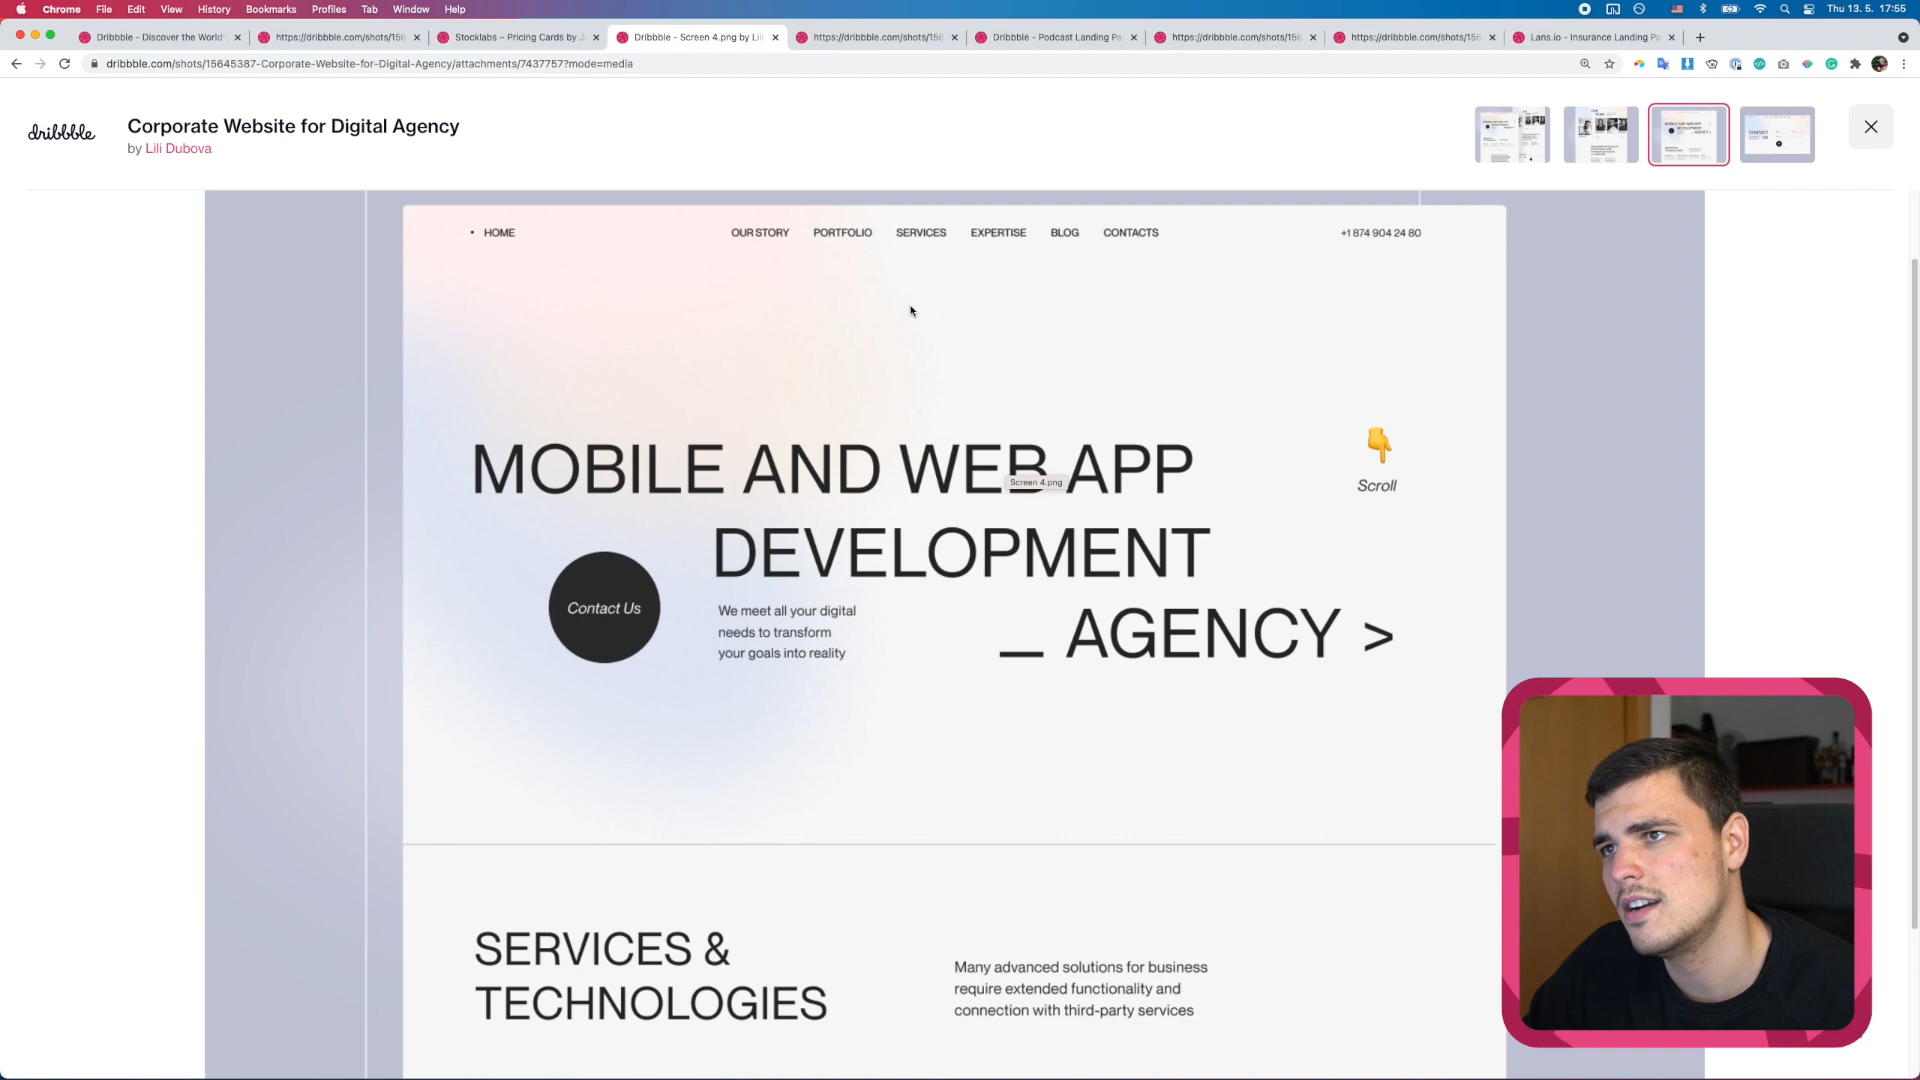 Chrome File Edit View History Bookmarks Profiles Tab Window Help
Thu 13. 5. 17:55
Dribbble - Discover the World'
https://dribbble.com/shots/156
Stocklabs – Pricing Cards by J
Dribbble - Screen 4.png by Lili
https://dribbble.com/shots/156
Dribbble - Podcast Landing Pa
https://dribbble.com/shots/156
https://dribbble.com/shots/156
Lans.io - Insurance Landing Pa
dribbble.com/shots/15645387-Corporate-Website-for-Digital-Agency/attachments/7437757?mode=media
dribbble
Corporate Website for Digital Agency
by Lili Dubova
• HOME
OUR STORY PORTFOLIO SERVICES EXPERTISE BLOG CONTACTS
+1 874 904 24 80
MOBILE AND WEB APP
Screen 4.png
Scroll
DEVELOPMENT
_ AGENCY >
Contact Us
We meet all your digital
needs to transform
your goals into reality
SERVICES &
TECHNOLOGIES
Many advanced solutions for business
require extended functionality and
connection with third-party services